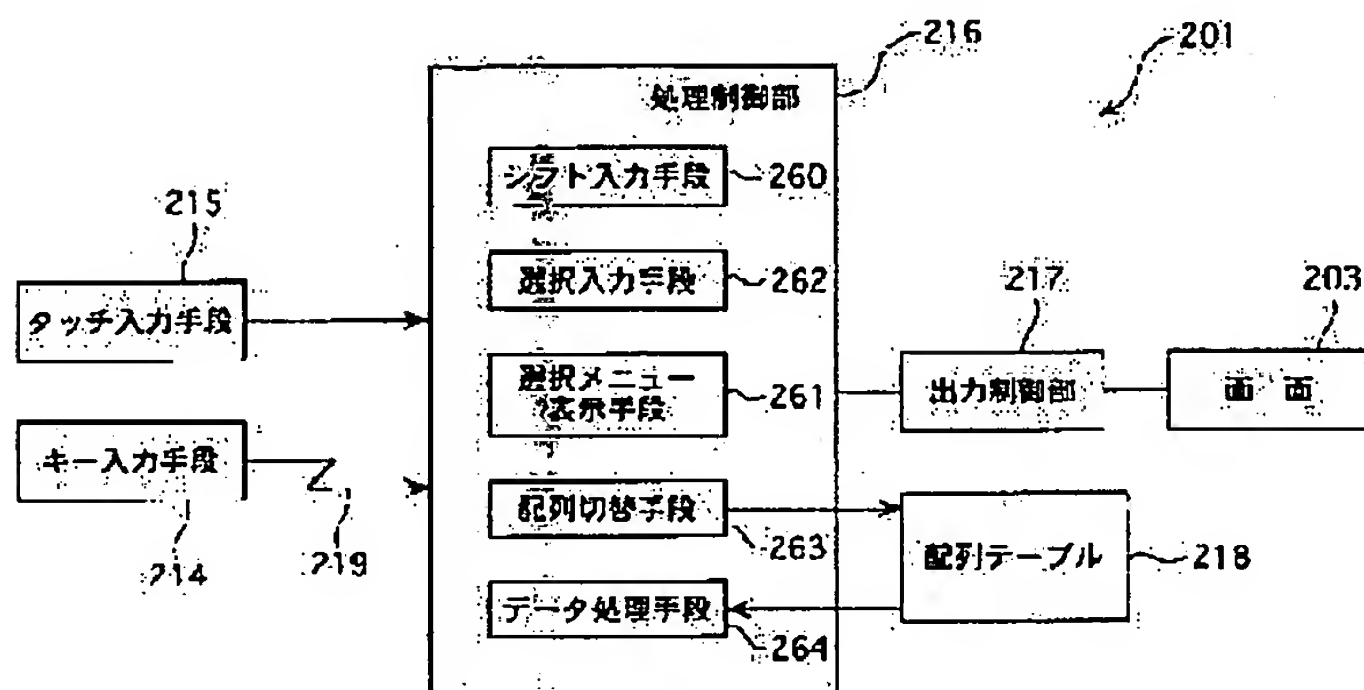 216
201
処理制御部
シフト入力手段
260
215
選択入力手段
262
217
203
タッチ入力手段
選択メニュー
表示手段
261
出力制御部
画 面
キー入力手段
配列切替手段
263
配列テーブル
218
214
219
データ処理手段
264